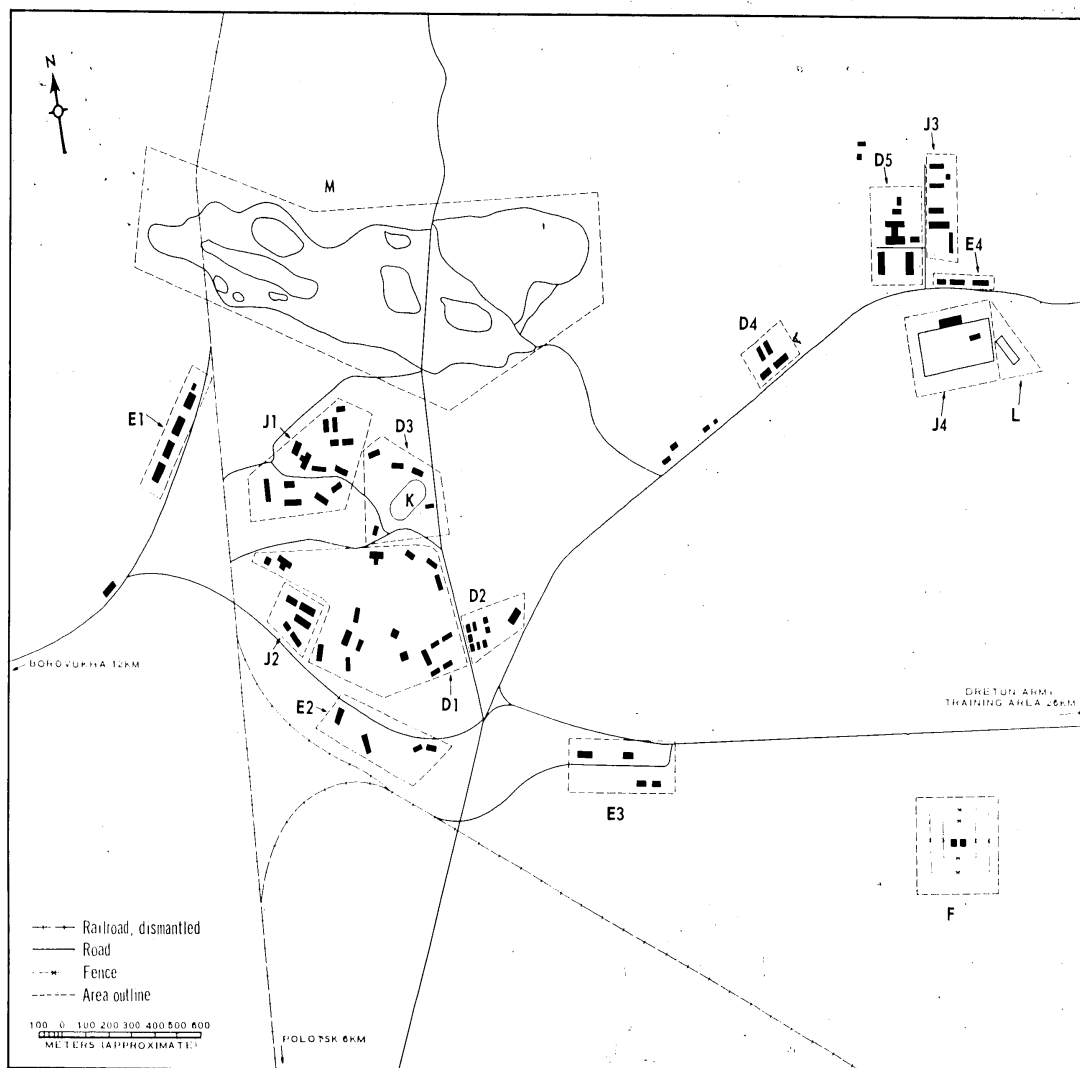 N
M
J3
D5
E4
D4
J4
L
E1
J1
D3
K
D2
J2
D1
BOROVUKHA 12KM
E2
DRETUN ARMY
TRAINING AREA 26KM
E3
F
Railroad, dismantled
Road
Fence
Area outline
100 0 100 200 300 400 500 600
METERS (APPROXIMATE)
POLOTSK 6KM